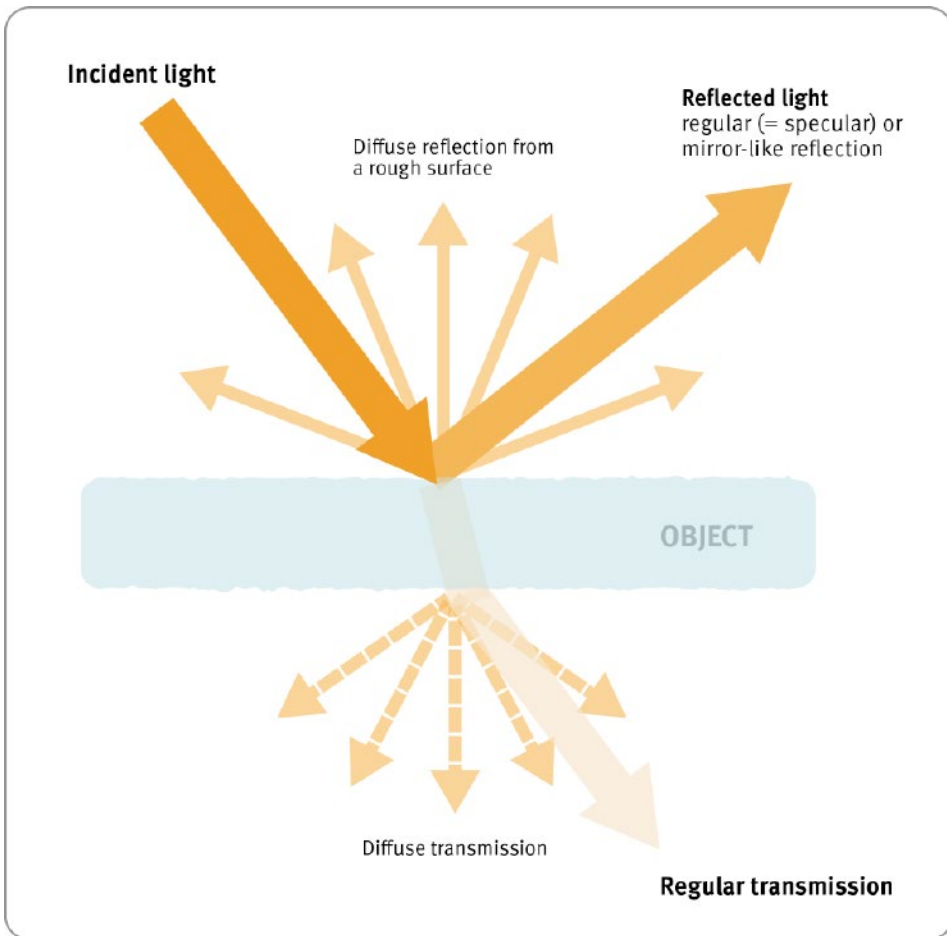 Incident light
Reflected light
regular (= specular) or
mirror-like reflection
Diffuse reflection from
a rough surface
OBJECT
Diffuse transmission
Regular transmission